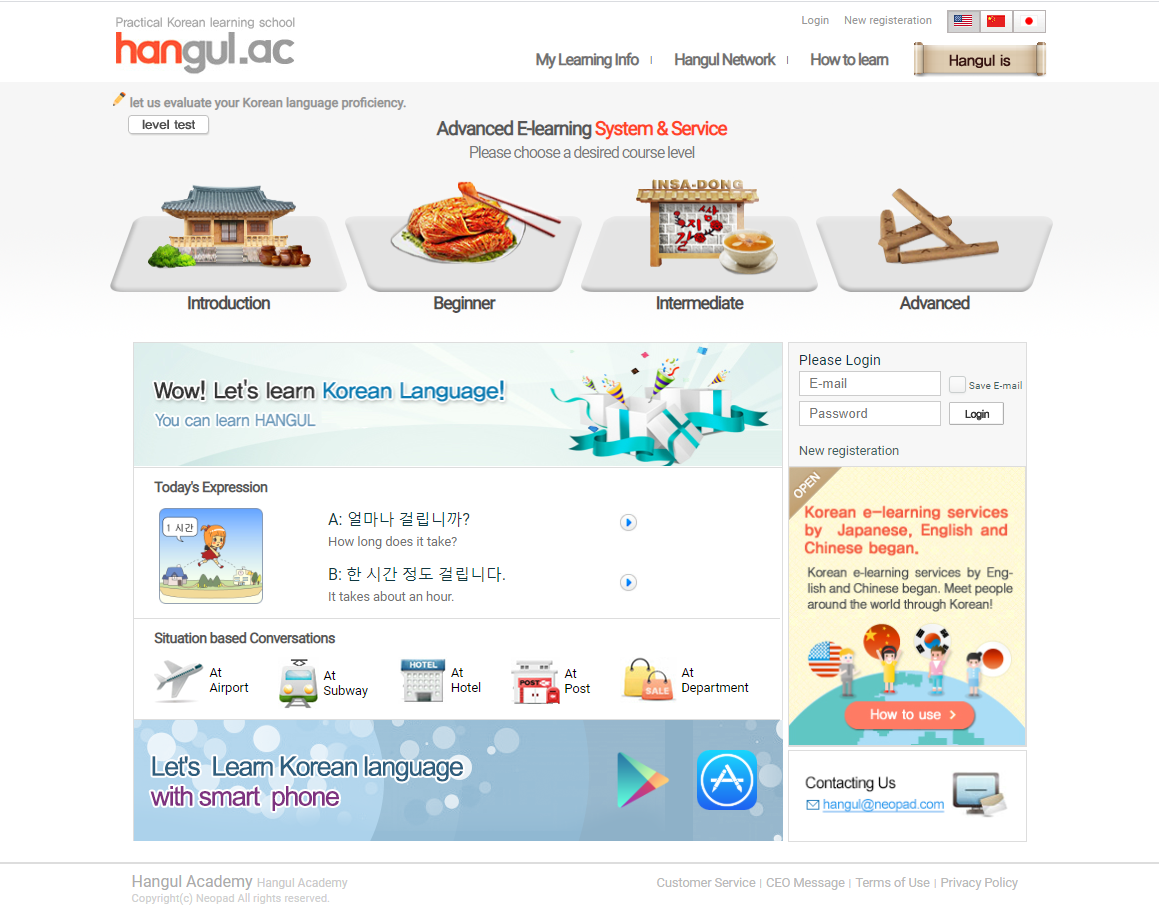 Practical Korean learning school
hangul.ac
Login New registeration
My Learning Info Hangul Network How to learn Hangul is
let us evaluate your Korean language proficiency.
level test
Advanced E-learning System & Service
Please choose a desired course level
INSA-DONG
Introduction Beginner Intermediate Advanced
Wow! Let's learn Korean Language!
You can learn HANGUL
Please Login
E-mail
Save E-mail
Password
Login
New registeration
Today's Expression
1 시간
A: 얼마나 걸립니까?
How long does it take?
B: 한 시간 정도 걸립니다.
It takes about an hour.
OPEN
Korean e-learning services
by Japanese, English and
Chinese began.
Korean e-learning services by Eng-
lish and Chinese began. Meet people
around the world through Korean!
How to use >
Situation based Conversations
At
Airport
At
Subway
HOTEL
At
Hotel
POST
At
Post
SALE
At
Department
Let's Learn Korean language
with smart phone
Contacting Us
hangul@neopad.com
Hangul Academy Hangul Academy
Copyright(c) Neopad All rights reserved.
Customer Service | CEO Message | Terms of Use | Privacy Policy